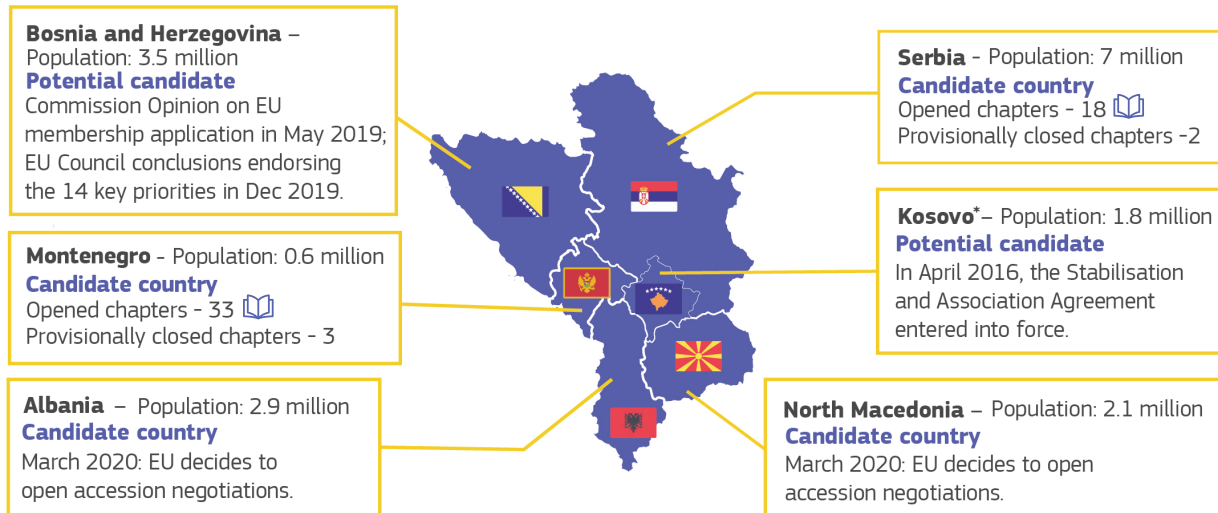 Bosnia and Herzegovina –
Population: 3.5 million
Potential candidate
Commission Opinion on EU
membership application in May 2019;
EU Council conclusions endorsing
the 14 key priorities in Dec 2019.
Serbia - Population: 7 million
Candidate country
Opened chapters - 18
Provisionally closed chapters -2
Montenegro - Population: 0.6 million
Candidate country
Opened chapters - 33
Provisionally closed chapters - 3
Kosovo*– Population: 1.8 million
Potential candidate
In April 2016, the Stabilisation
and Association Agreement
entered into force.
Albania – Population: 2.9 million
Candidate country
March 2020: EU decides to
open accession negotiations.
North Macedonia – Population: 2.1 million
Candidate country
March 2020: EU decides to open
accession negotiations.